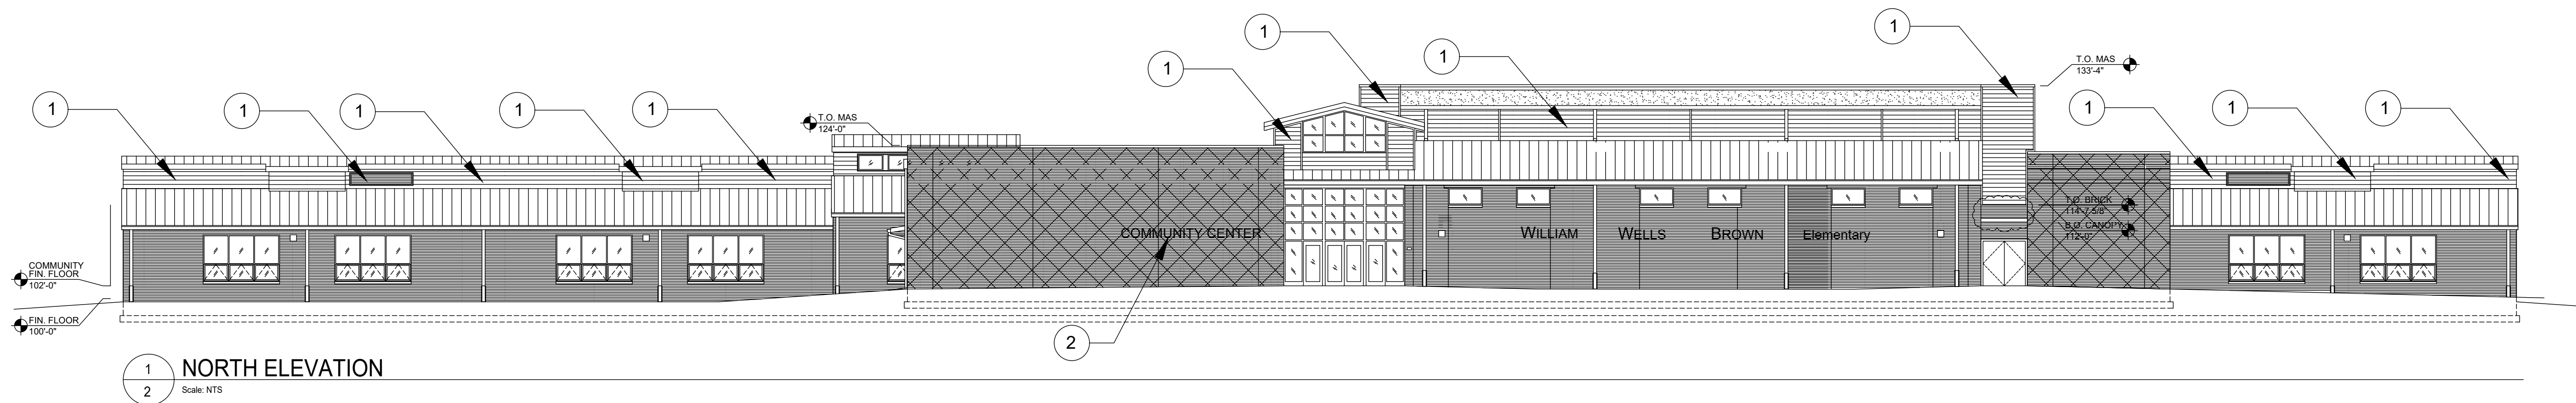 1
1
1
1
1
1
1
1
1
1
1
1
T.O. MAS
133'-4"
T.O. MAS
124'-0"
T.O. BRICK
114'-7 5/8"
B.O. CANOPY
112'-0"
COMMUNITY CENTER
WILLIAM WELLS BROWN Elementary
COMMUNITY
FIN. FLOOR
102'-0"
FIN. FLOOR
100'-0"
2
1
2
NORTH ELEVATION
Scale: NTS